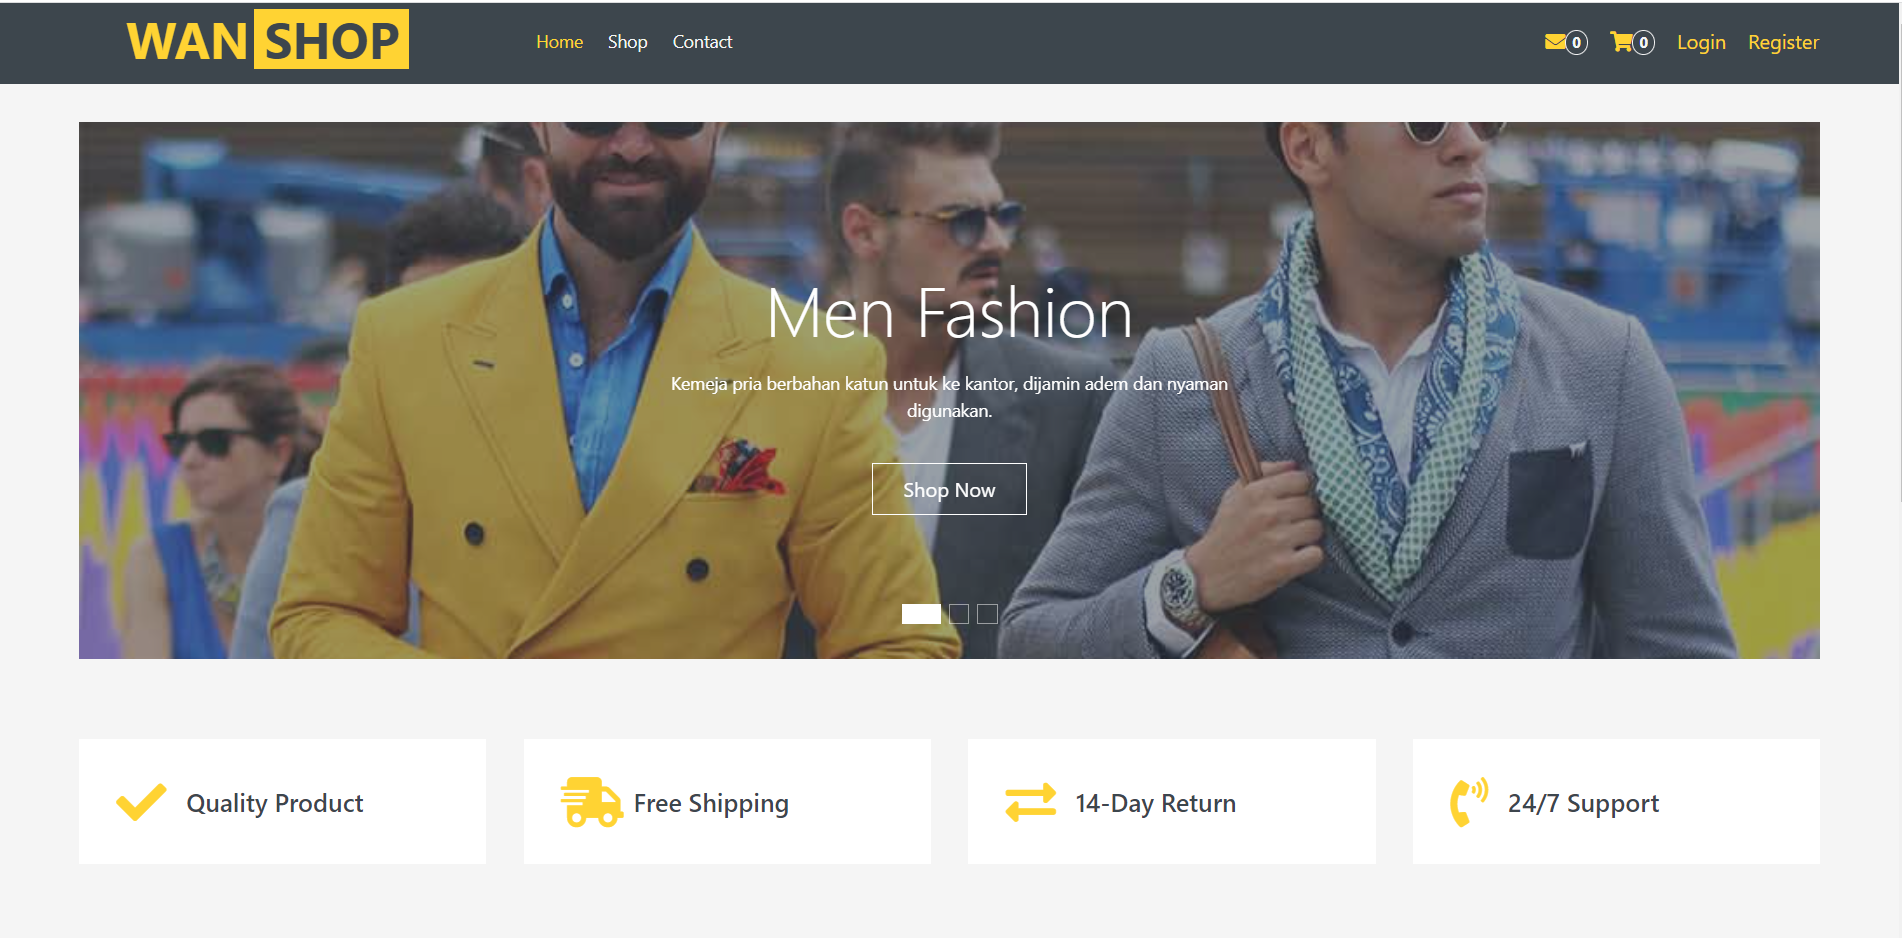 WAN SHOP
Home Shop Contact
0 0 Login Register
Men Fashion
Kemeja pria berbahan katun untuk ke kantor, dijamin adem dan nyaman
digunakan.
Shop Now
Quality Product
Free Shipping
14-Day Return
24/7 Support